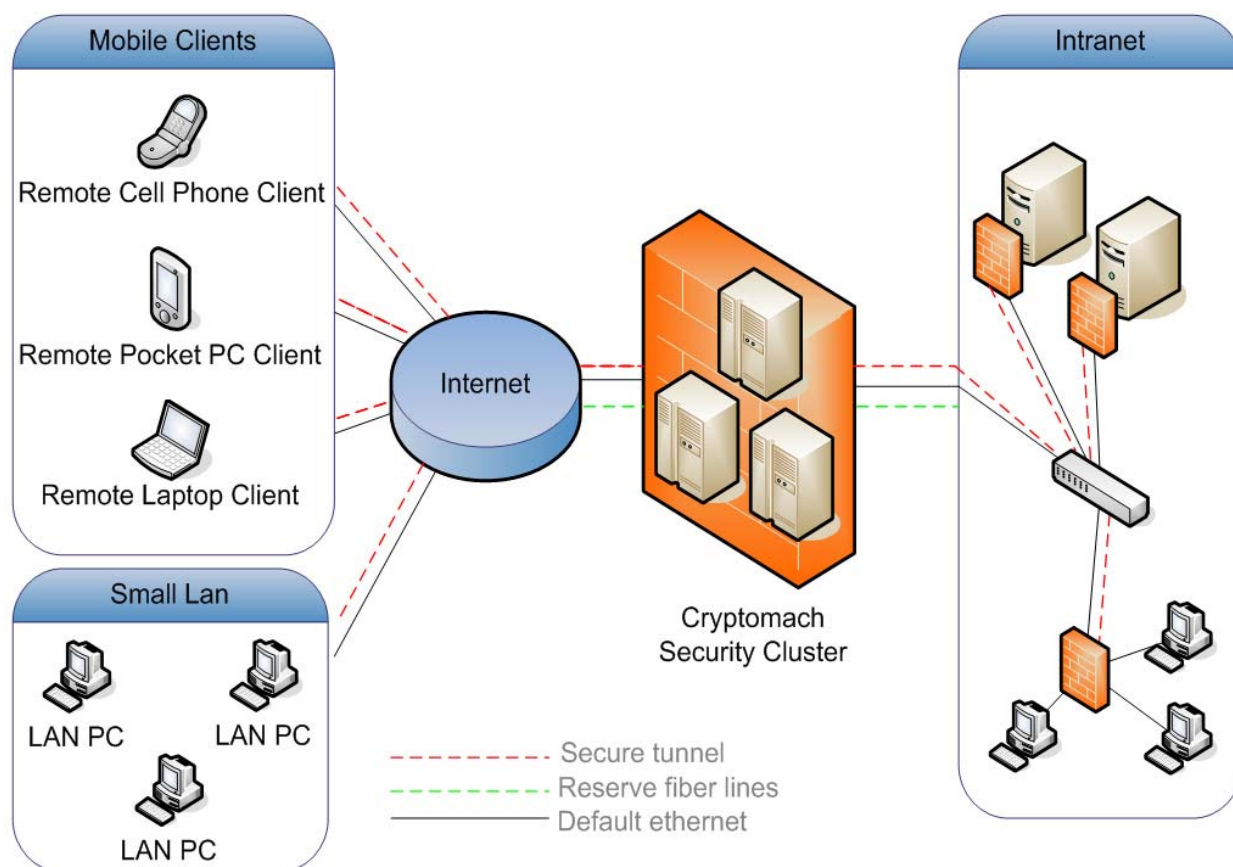 Mobile Clients
Remote Cell Phone Client
Remote Pocket PC Client
Remote Laptop Client
Small Lan
LAN PC
LAN PC
LAN PC
Internet
Cryptomach
Security Cluster
Secure tunnel
Reserve fiber lines
Default ethernet
Intranet